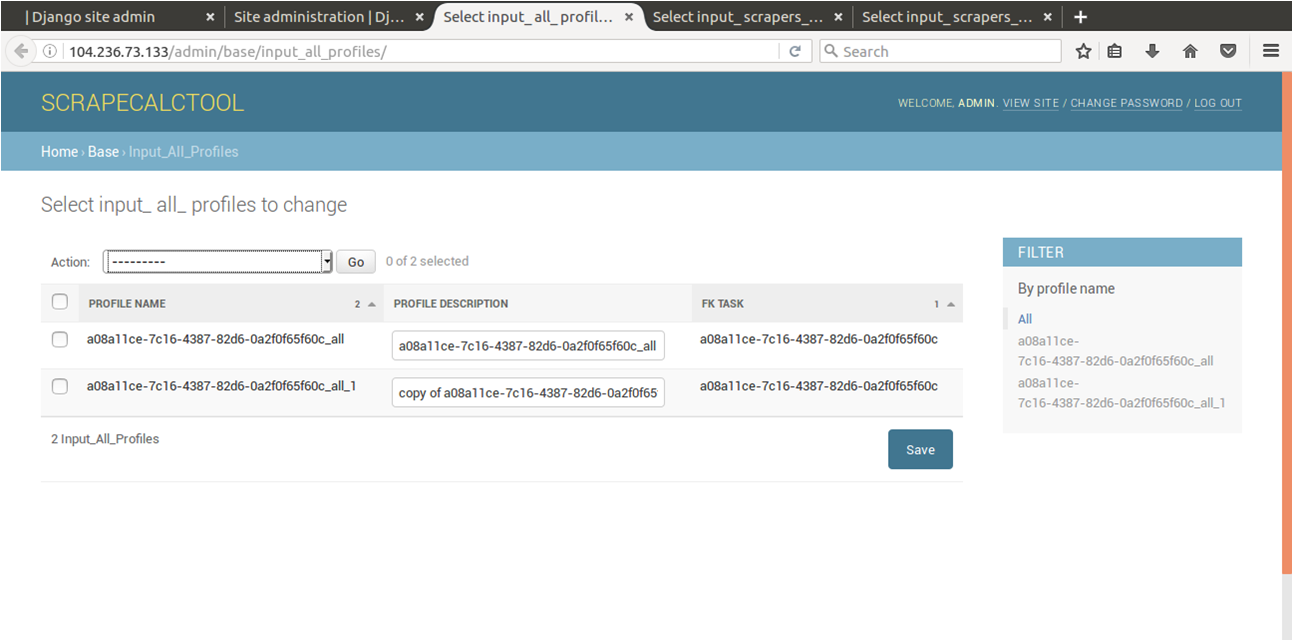 | Django site admin × Site administration | Dj... × Select input_ all_ profil... × Select input_ scrapers_... × Select input_ scrapers_... × +
104.236.73.133/admin/base/input_all_profiles/ Search
SCRAPECALCTOOL WELCOME, ADMIN. VIEW SITE / CHANGE PASSWORD / LOG OUT
Home › Base › Input_All_Profiles
Select input_ all_ profiles to change
Action: --------- Go 0 of 2 selected
PROFILE NAME 2 PROFILE DESCRIPTION FK TASK 1
a08a11ce-7c16-4387-82d6-0a2f0f65f60c_all a08a11ce-7c16-4387-82d6-0a2f0f65f60c_all a08a11ce-7c16-4387-82d6-0a2f0f65f60c
a08a11ce-7c16-4387-82d6-0a2f0f65f60c_all_1 copy of a08a11ce-7c16-4387-82d6-0a2f0f65 a08a11ce-7c16-4387-82d6-0a2f0f65f60c
2 Input_All_Profiles
Save
FILTER
By profile name
All
a08a11ce-
7c16-4387-82d6-0a2f0f65f60c_all
a08a11ce-
7c16-4387-82d6-0a2f0f65f60c_all_1